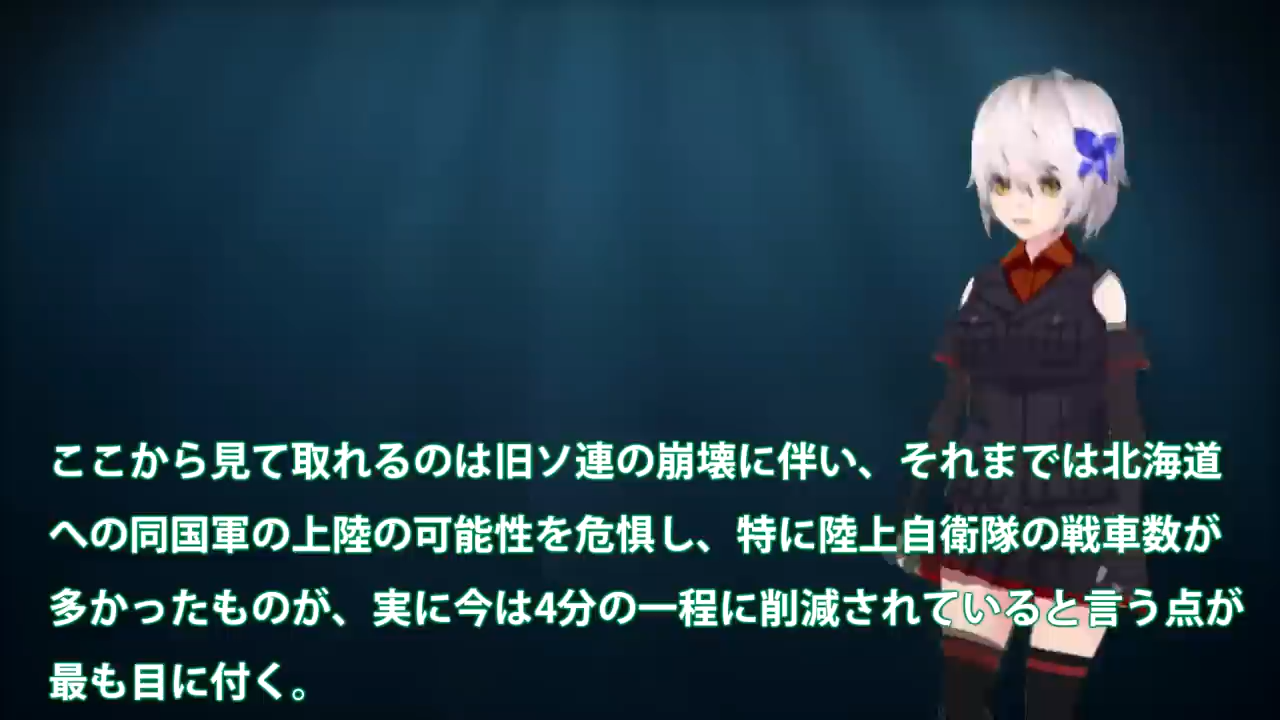 ここから見て取れるのは旧ソ連の崩壊に伴い、それまでは北海道
への同国軍の上陸の可能性を危惧し、特に陸上自衛隊の戦車数が
多かったものが、実に今は4分の一程に削減されていると言う点が
最も目に付く。